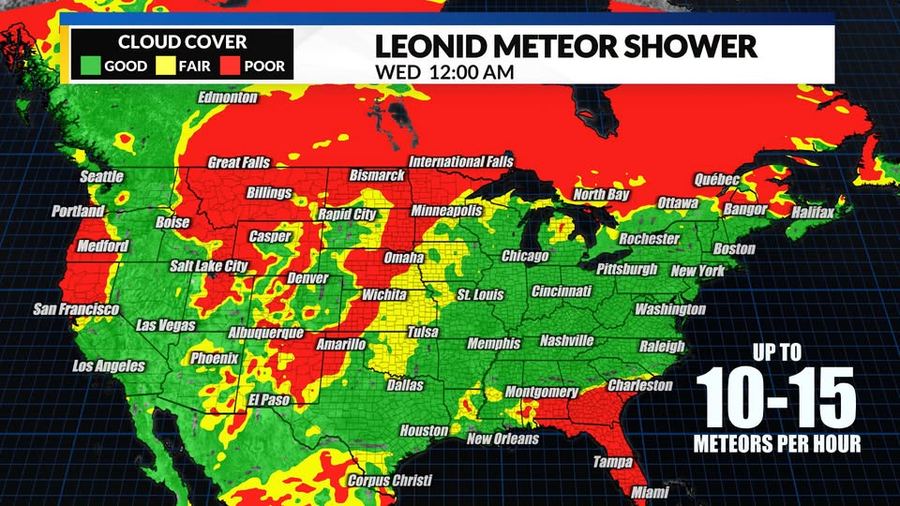 CLOUD COVER
GOOD FAIR POOR
LEONID METEOR SHOWER
WED 12:00 AM
Edmonton
Great Falls
International Falls
Seattle
Billings
Bismarck
North Bay
Québec
Portland
Boise
Rapid City
Minneapolis
Ottawa
Bangor
Halifax
Medford
Casper
Omaha
Chicago
Rochester
Boston
Salt Lake City
Denver
Pittsburgh
New York
San Francisco
Wichita
St. Louis
Cincinnati
Washington
Las Vegas
Albuquerque
Amarillo
Tulsa
Memphis
Nashville
Raleigh
Los Angeles
Phoenix
Dallas
Montgomery
Charleston
El Paso
Houston
New Orleans
Tampa
Corpus Christi
Miami
UP TO
10-15
METEORS PER HOUR